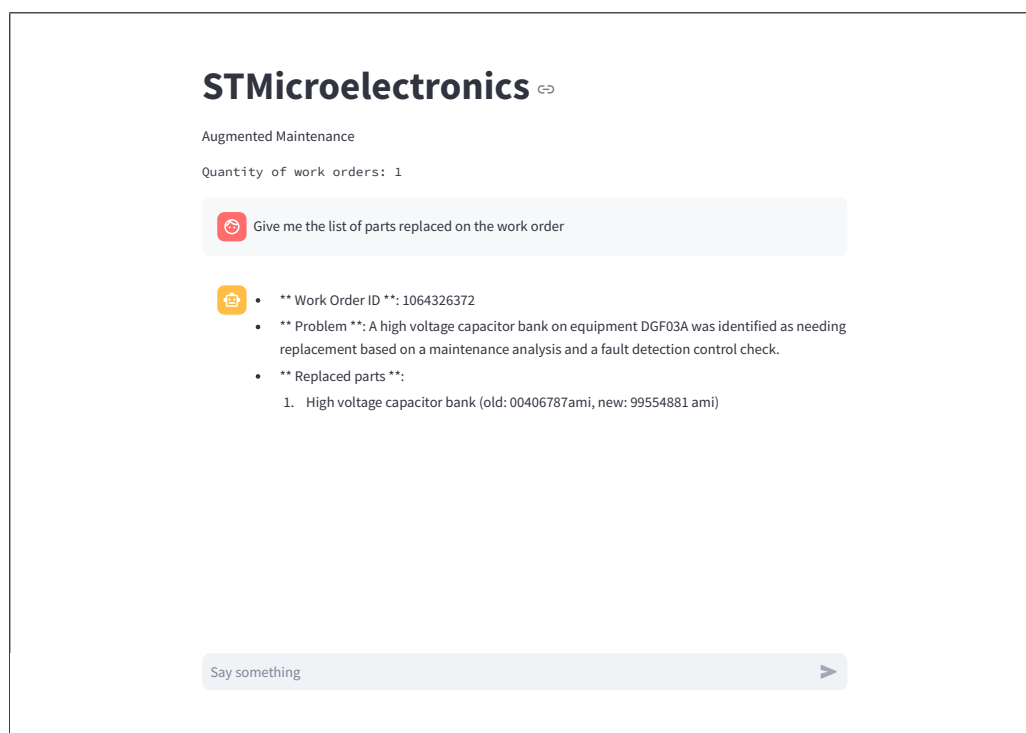 STMicroelectronics
Augmented Maintenance
Quantity of work orders: 1
Give me the list of parts replaced on the work order
• ** Work Order ID **: 1064326372
• ** Problem **: A high voltage capacitor bank on equipment DGF03A was identified as needing
replacement based on a maintenance analysis and a fault detection control check.
• ** Replaced parts **:
1. High voltage capacitor bank (old: 00406787ami, new: 99554881 ami)
Say something